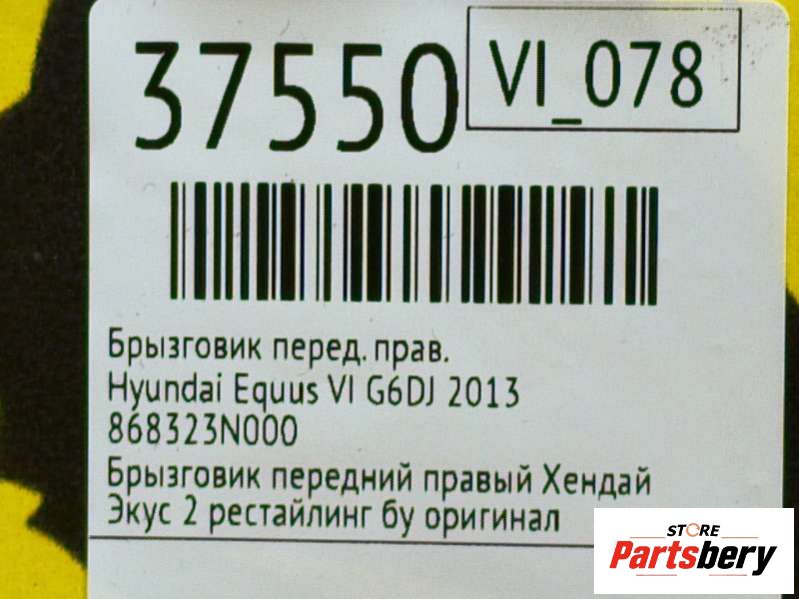 37550
VI_078
Брызговик перед. прав.
Hyundai Equus VI G6DJ 2013
868323N000
Брызговик передний правый Хендай
Экус 2 рестайлинг бу оригинал
STORE
Partsbery